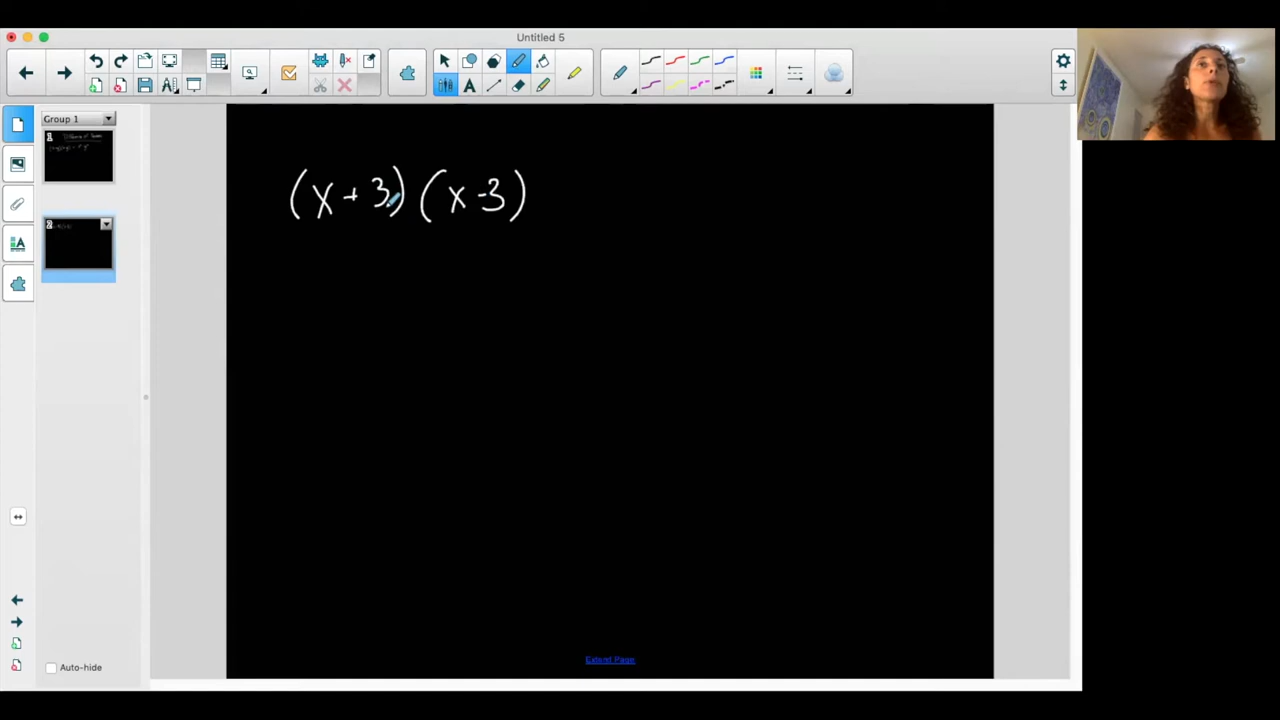 Untitled 5
Group 1
(x + 3) (x - 3)
Extend Page
Auto-hide